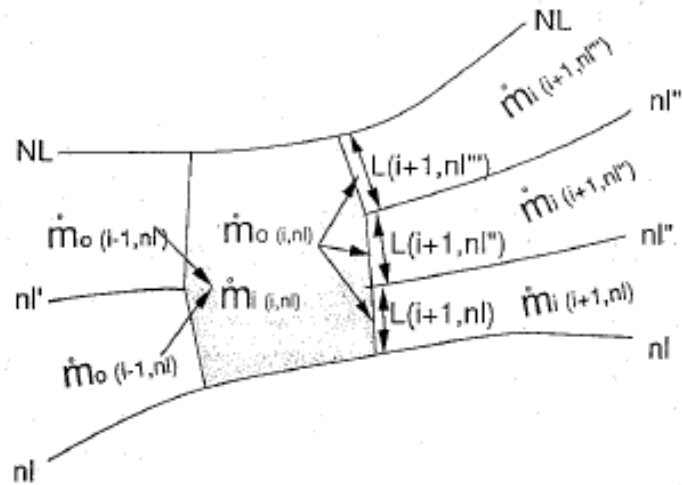 NL
ṁi (i+1,nl''')
nl''
NL
L(i+1,nl''')
ṁo (i-1,nl)
ṁo (i,nl)
ṁi (i+1,nl'')
L(i+1,nl'')
nl''
nl'
ṁi (i,nl)
L(i+1,nl)
ṁi (i+1,nl)
nl
ṁo (i-1,nl)
nl